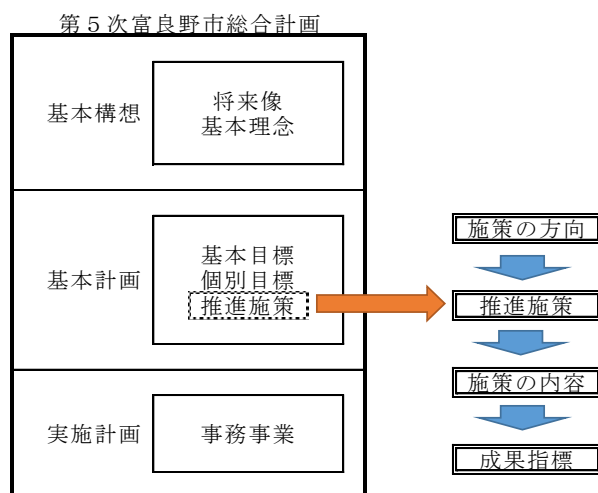 第5次富良野市総合計画
基本構想
将来像
基本理念
基本計画
基本目標
個別目標
推進施策
実施計画
事務事業
施策の方向
推進施策
施策の内容
成果指標